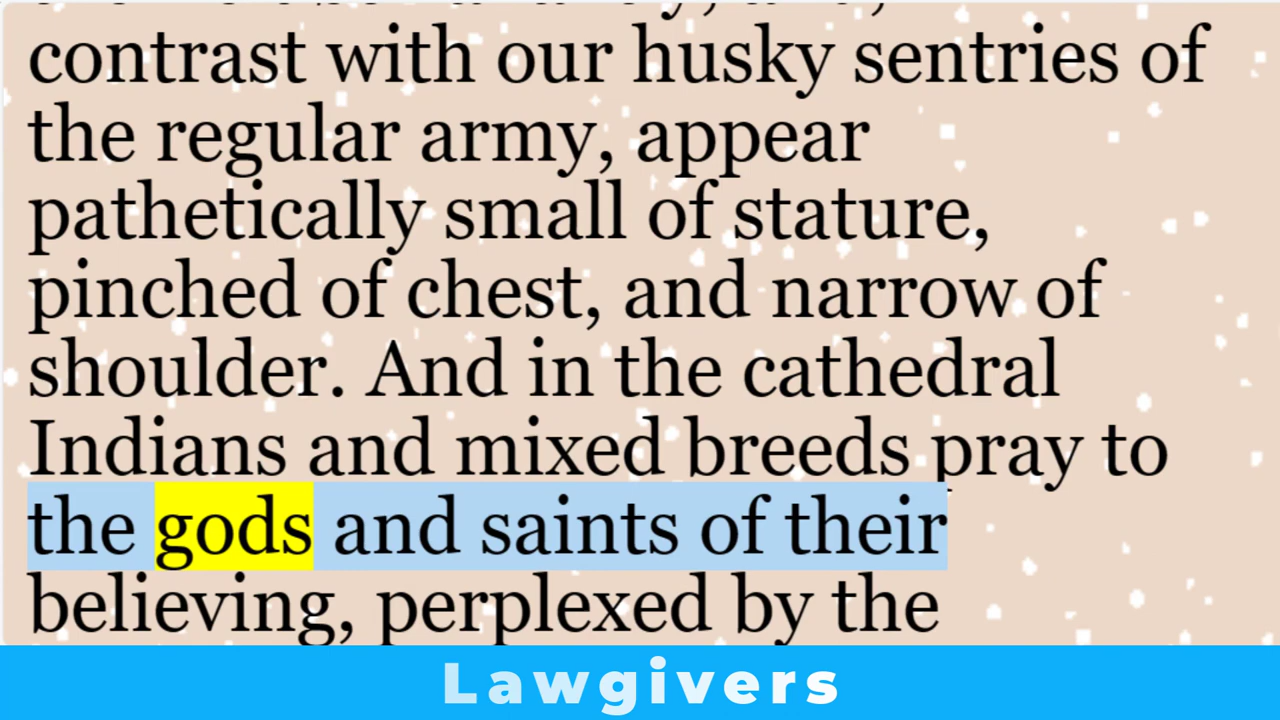 contrast with our husky sentries of
the regular army, appear
pathetically small of stature,
pinched of chest, and narrow of
shoulder. And in the cathedral
Indians and mixed breeds pray to
the gods and saints of their
believing, perplexed by the
Lawgivers